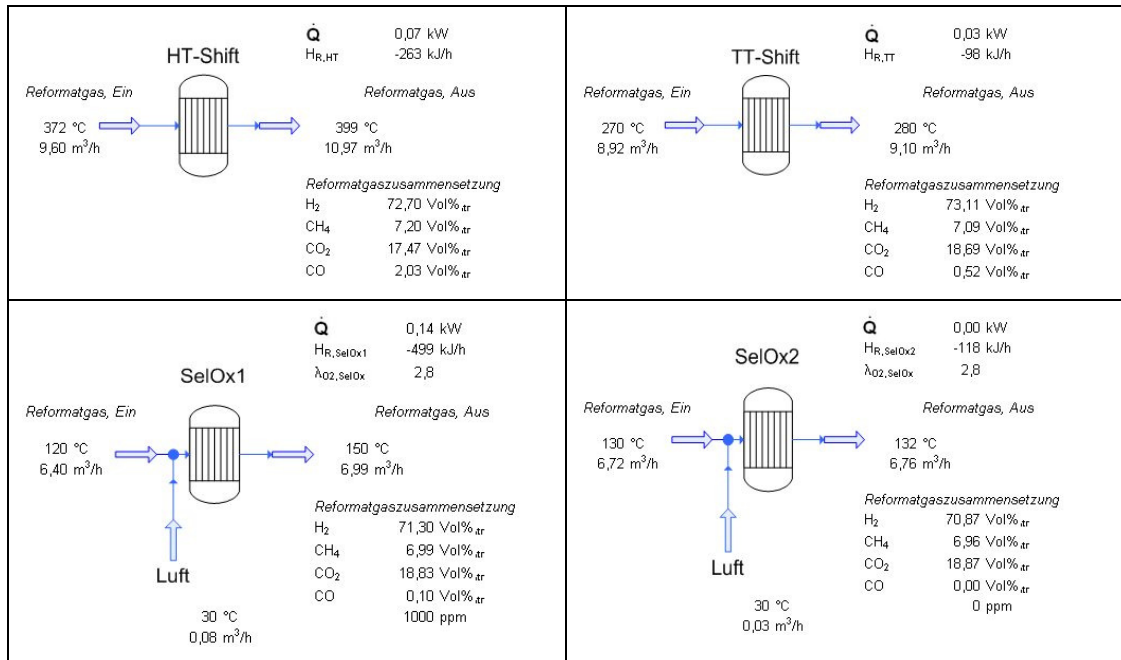 HT-Shift
Q̇ 0,07 kW
H_R,HT -263 kJ/h
Reformatgas, Ein
Reformatgas, Aus
372 °C
9,60 m³/h
399 °C
10,97 m³/h
Reformatgaszusammensetzung
H₂ 72,70 Vol%,tr
CH₄ 7,20 Vol%,tr
CO₂ 17,47 Vol%,tr
CO 2,03 Vol%,tr
TT-Shift
Q̇ 0,03 kW
H_R,TT -98 kJ/h
Reformatgas, Ein
Reformatgas, Aus
270 °C
8,92 m³/h
280 °C
9,10 m³/h
Reformatgaszusammensetzung
H₂ 73,11 Vol%,tr
CH₄ 7,09 Vol%,tr
CO₂ 18,69 Vol%,tr
CO 0,52 Vol%,tr
SelOx1
Q̇ 0,14 kW
H_R,SelOx1 -499 kJ/h
λ_O2,SelOx 2,8
Reformatgas, Ein
Reformatgas, Aus
120 °C
6,40 m³/h
150 °C
6,99 m³/h
Reformatgaszusammensetzung
H₂ 71,30 Vol%,tr
CH₄ 6,99 Vol%,tr
CO₂ 18,83 Vol%,tr
CO 0,10 Vol%,tr
1000 ppm
Luft
30 °C
0,08 m³/h
SelOx2
Q̇ 0,00 kW
H_R,SelOx2 -118 kJ/h
λ_O2,SelOx 2,8
Reformatgas, Ein
Reformatgas, Aus
130 °C
6,72 m³/h
132 °C
6,76 m³/h
Reformatgaszusammensetzung
H₂ 70,87 Vol%,tr
CH₄ 6,96 Vol%,tr
CO₂ 18,87 Vol%,tr
CO 0,00 Vol%,tr
0 ppm
Luft
30 °C
0,03 m³/h